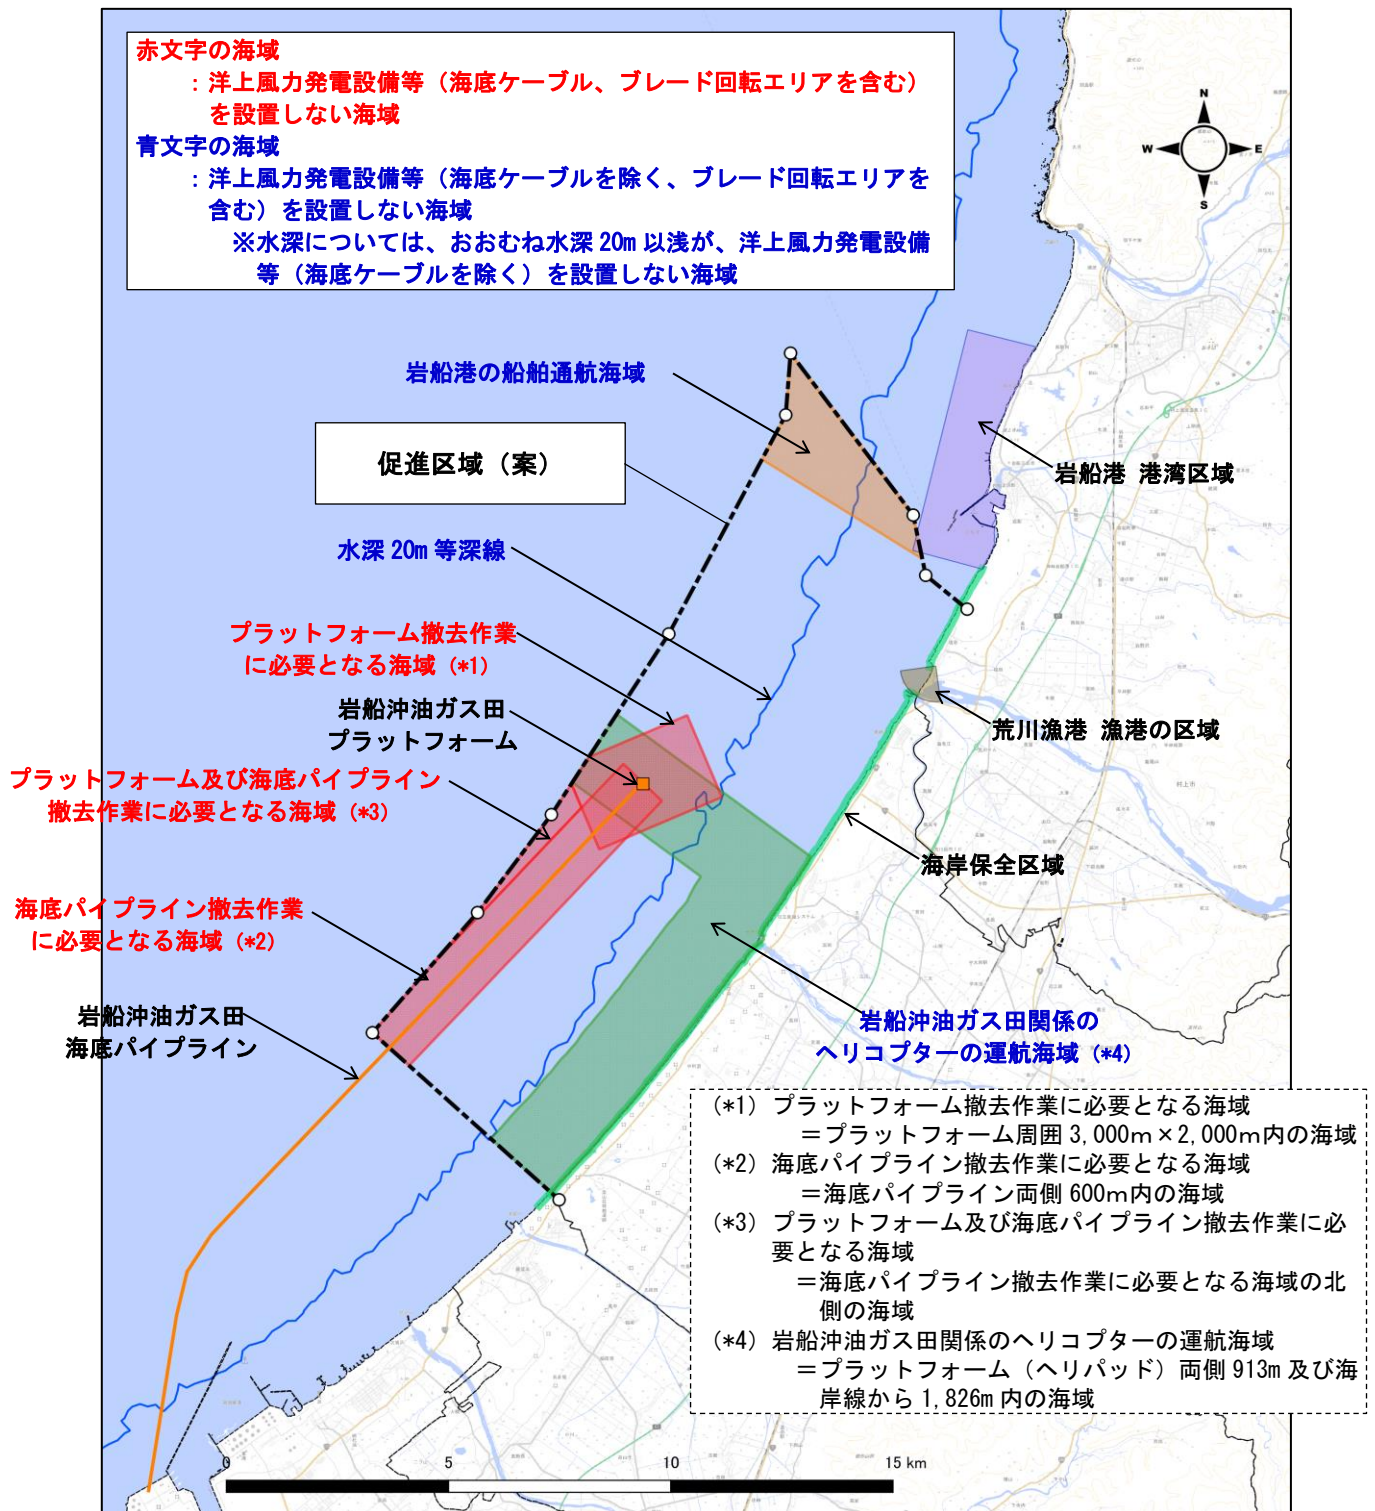 赤文字の海域
：洋上風力発電設備等（海底ケーブル、ブレード回転エリアを含む）
を設置しない海域
青文字の海域
：洋上風力発電設備等（海底ケーブルを除く、ブレード回転エリアを
含む）を設置しない海域
※水深については、おおむね水深 20m 以浅が、洋上風力発電設備
等（海底ケーブルを除く）を設置しない海域
N
W
E
S
岩船港の船舶通航海域
促進区域（案）
岩船港 港湾区域
水深 20m 等深線
プラットフォーム撤去作業
に必要となる海域 (*1)
岩船沖油ガス田
プラットフォーム
荒川漁港 漁港の区域
プラットフォーム及び海底パイプライン
撤去作業に必要となる海域 (*3)
海岸保全区域
海底パイプライン撤去作業
に必要となる海域 (*2)
岩船沖油ガス田
海底パイプライン
岩船沖油ガス田関係の
ヘリコプターの運航海域 (*4)
(*1) プラットフォーム撤去作業に必要となる海域
＝プラットフォーム周囲 3,000ｍ×2,000ｍ内の海域
(*2) 海底パイプライン撤去作業に必要となる海域
＝海底パイプライン両側 600ｍ内の海域
(*3) プラットフォーム及び海底パイプライン撤去作業に必
要となる海域
＝海底パイプライン撤去作業に必要となる海域の北
側の海域
(*4) 岩船沖油ガス田関係のヘリコプターの運航海域
＝プラットフォーム（ヘリパッド）両側 913m 及び海
岸線から 1,826m 内の海域
0
5
10
15 km